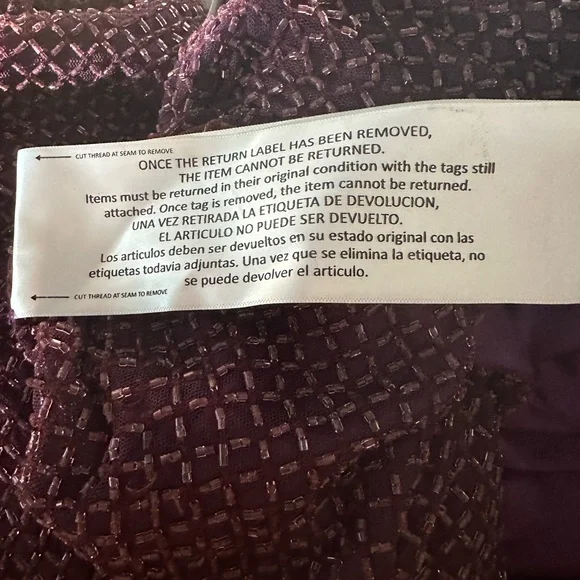 CUT THREAD AT SEAM TO REMOVE
ONCE THE RETURN LABEL HAS BEEN REMOVED,
THE ITEM CANNOT BE RETURNED.
Items must be returned in their original condition with the tags still
attached. Once tag is removed, the item cannot be returned.
UNA VEZ RETIRADA LA ETIQUETA DE DEVOLUCION,
EL ARTICULO NO PUEDE SER DEVUELTO.
Los articulos deben ser devueltos en su estado original con las
etiquetas todavia adjuntas. Una vez que se elimina la etiqueta, no
se puede devolver el articulo.
CUT THREAD AT SEAM TO REMOVE